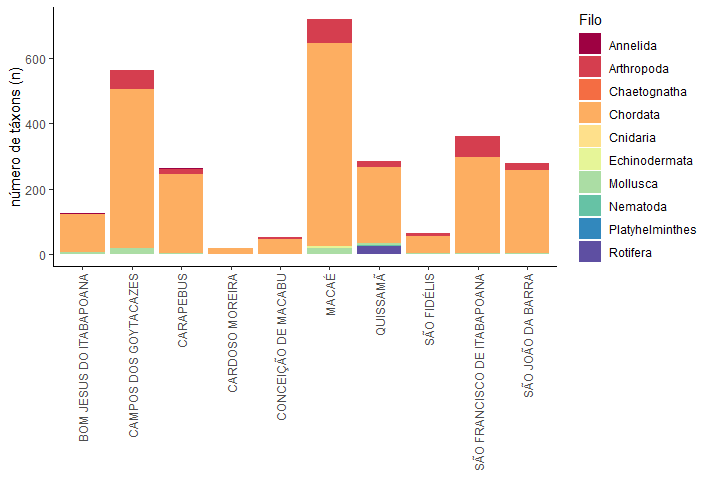 Filo
Annelida
Arthropoda
Chaetognatha
Chordata
Cnidaria
Echinodermata
Mollusca
Nematoda
Platyhelminthes
Rotifera
número de táxons (n)
600
400
200
0
BOM JESUS DO ITABAPOANA
CAMPOS DOS GOYTACAZES
CARAPEBUS
CARDOSO MOREIRA
CONCEIÇÃO DE MACABU
MACAÉ
QUISSAMÃ
SÃO FIDÉLIS
SÃO FRANCISCO DE ITABAPOANA
SÃO JOÃO DA BARRA